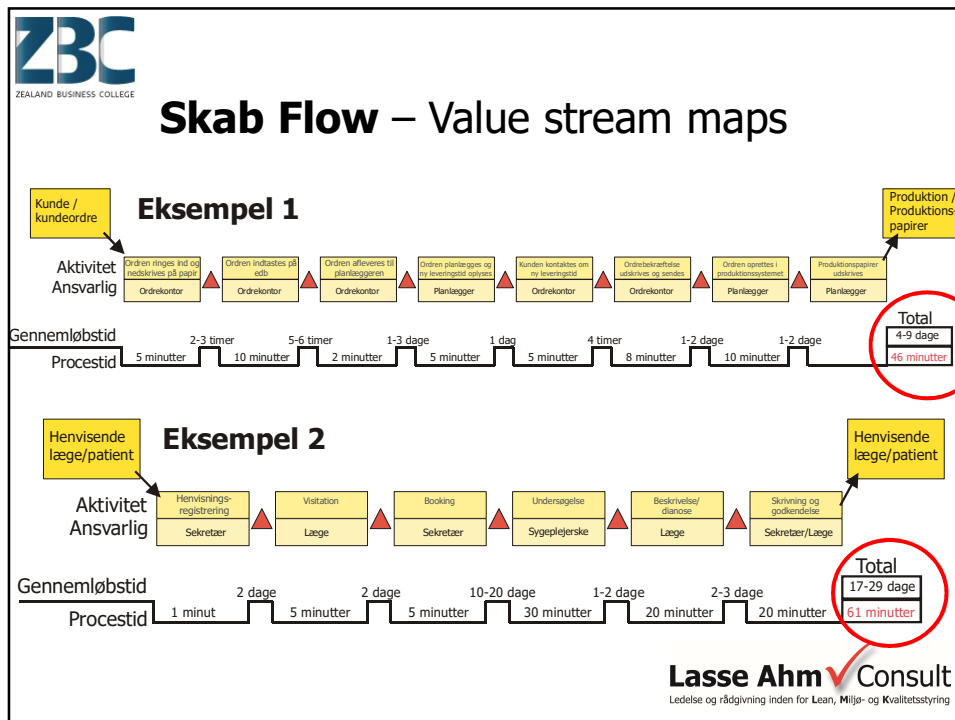 ZBC
ZEALAND BUSINESS COLLEGE
Skab Flow – Value stream maps
Kunde /
kundeordre
Eksempel 1
Produktion /
Produktions-
papirer
Aktivitet
Ansvarlig
Ordren ringes ind og
nedskrives på papir
Ordrekontor
Ordren indtastes på
edb
Ordrekontor
Ordren afleveres til
planlæggeren
Ordrekontor
Ordren planlægges og
ny leveringstid oplyses
Planlægger
Kunden kontaktes om
ny leveringstid
Ordrekontor
Ordrebekræftelse
udskrives og sendes
Ordrekontor
Ordren oprettes i
produktionssystemet
Planlægger
Produktionspapirer
udskrives
Planlægger
Gennemløbstid
2-3 timer 5-6 timer 1-3 dage 1 dag 4 timer 1-2 dage 1-2 dage
Procestid
5 minutter 10 minutter 2 minutter 5 minutter 5 minutter 8 minutter 10 minutter
Total
4-9 dage
46 minutter
Henvisende
læge/patient
Eksempel 2
Henvisende
læge/patient
Aktivitet
Ansvarlig
Henvisnings-
registrering
Sekretær
Visitation
Læge
Booking
Sekretær
Undersøgelse
Sygeplejerske
Beskrivelse/
dianose
Læge
Skrivning og
godkendelse
Sekretær/Læge
Gennemløbstid
2 dage 2 dage 10-20 dage 1-2 dage 2-3 dage
Procestid
1 minut 5 minutter 5 minutter 30 minutter 20 minutter 20 minutter
Total
17-29 dage
61 minutter
Lasse Ahm Consult
Ledelse og rådgivning inden for Lean, Miljø- og Kvalitetsstyring